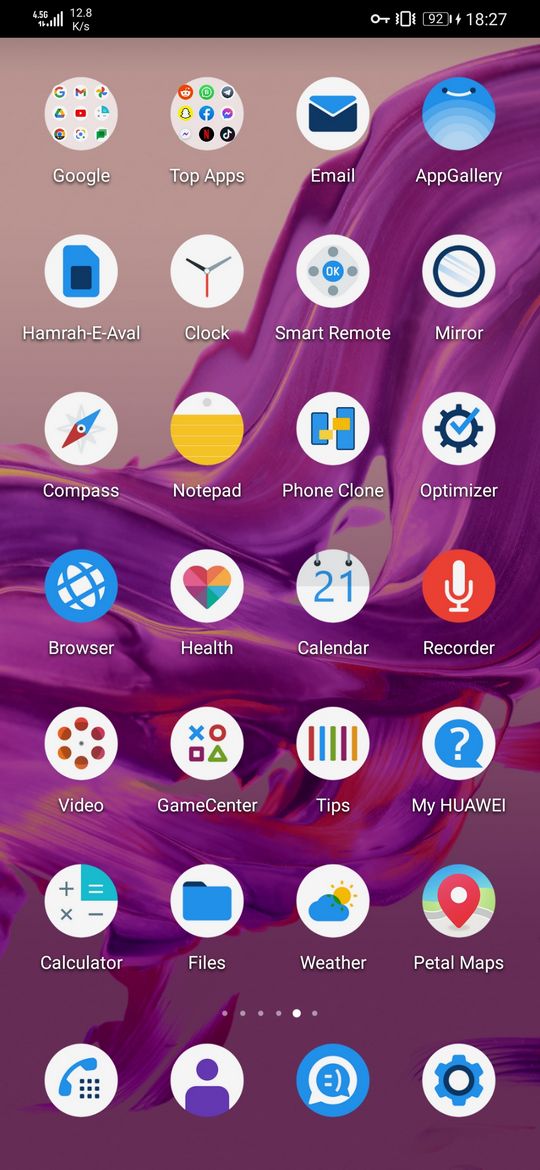 4.5G 12.8 K/s 92 18:27
Google Top Apps Email AppGallery
OK
Hamrah-E-Aval Clock Smart Remote Mirror
Compass Notepad Phone Clone Optimizer
21
Browser Health Calendar Recorder
?
Video GameCenter Tips My HUAWEI
+ = × −
Calculator Files Weather Petal Maps